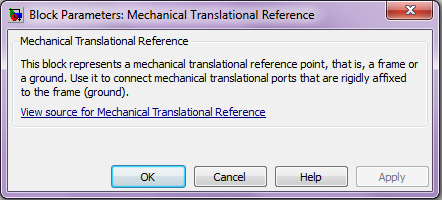 Block Parameters: Mechanical Translational Reference
Mechanical Translational Reference
This block represents a mechanical translational reference point, that is, a frame or
a ground. Use it to connect mechanical translational ports that are rigidly affixed
to the frame (ground).
View source for Mechanical Translational Reference
OK Cancel Help Apply